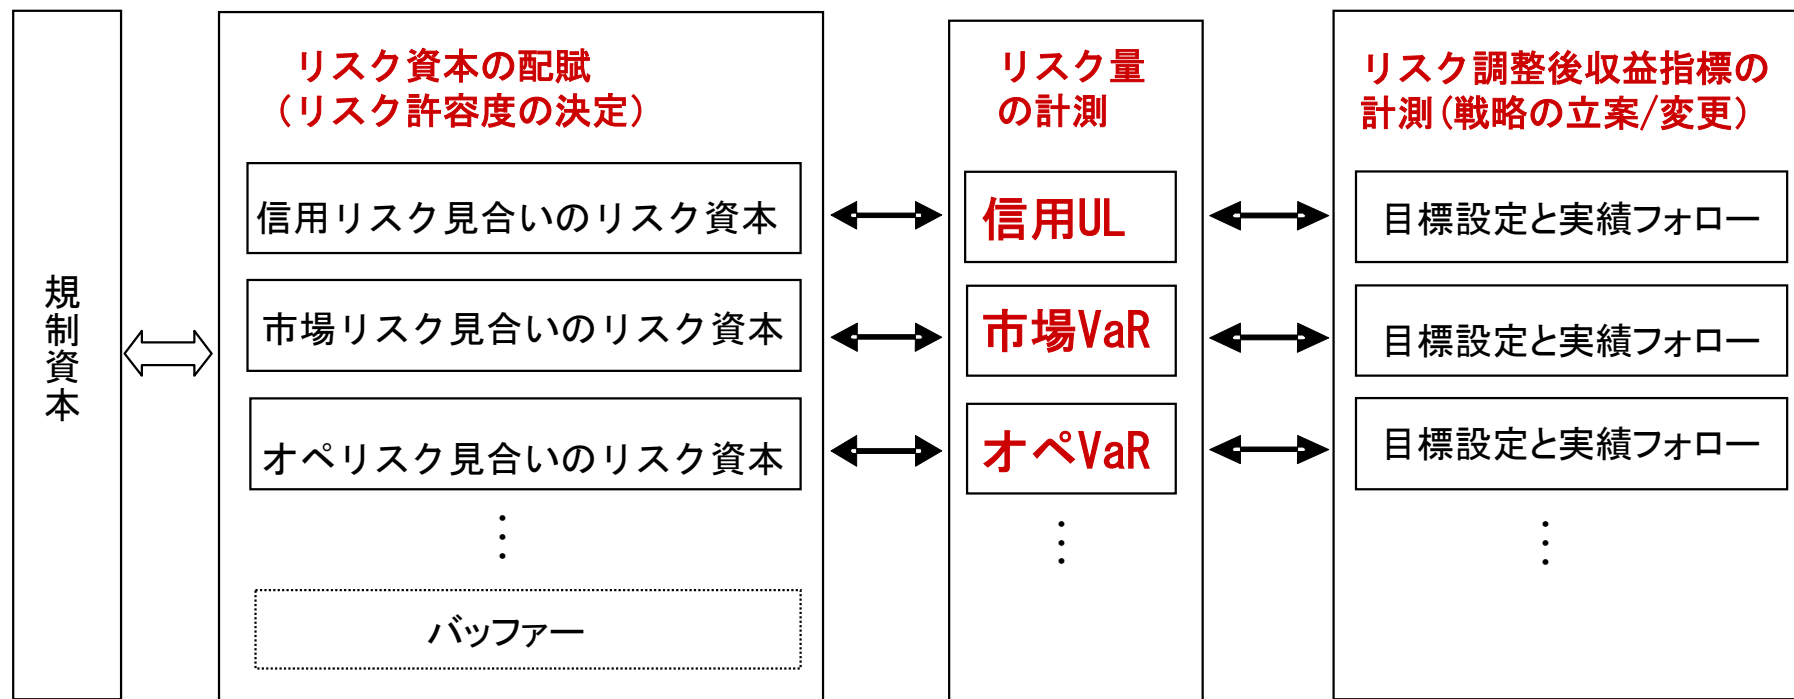 規制資本
リスク資本の配賦
（リスク許容度の決定）
信用リスク見合いのリスク資本
市場リスク見合いのリスク資本
オペリスク見合いのリスク資本
⋮
バッファー
リスク量
の計測
信用UL
市場VaR
オペVaR
⋮
リスク調整後収益指標の
計測（戦略の立案/変更）
目標設定と実績フォロー
目標設定と実績フォロー
目標設定と実績フォロー
⋮